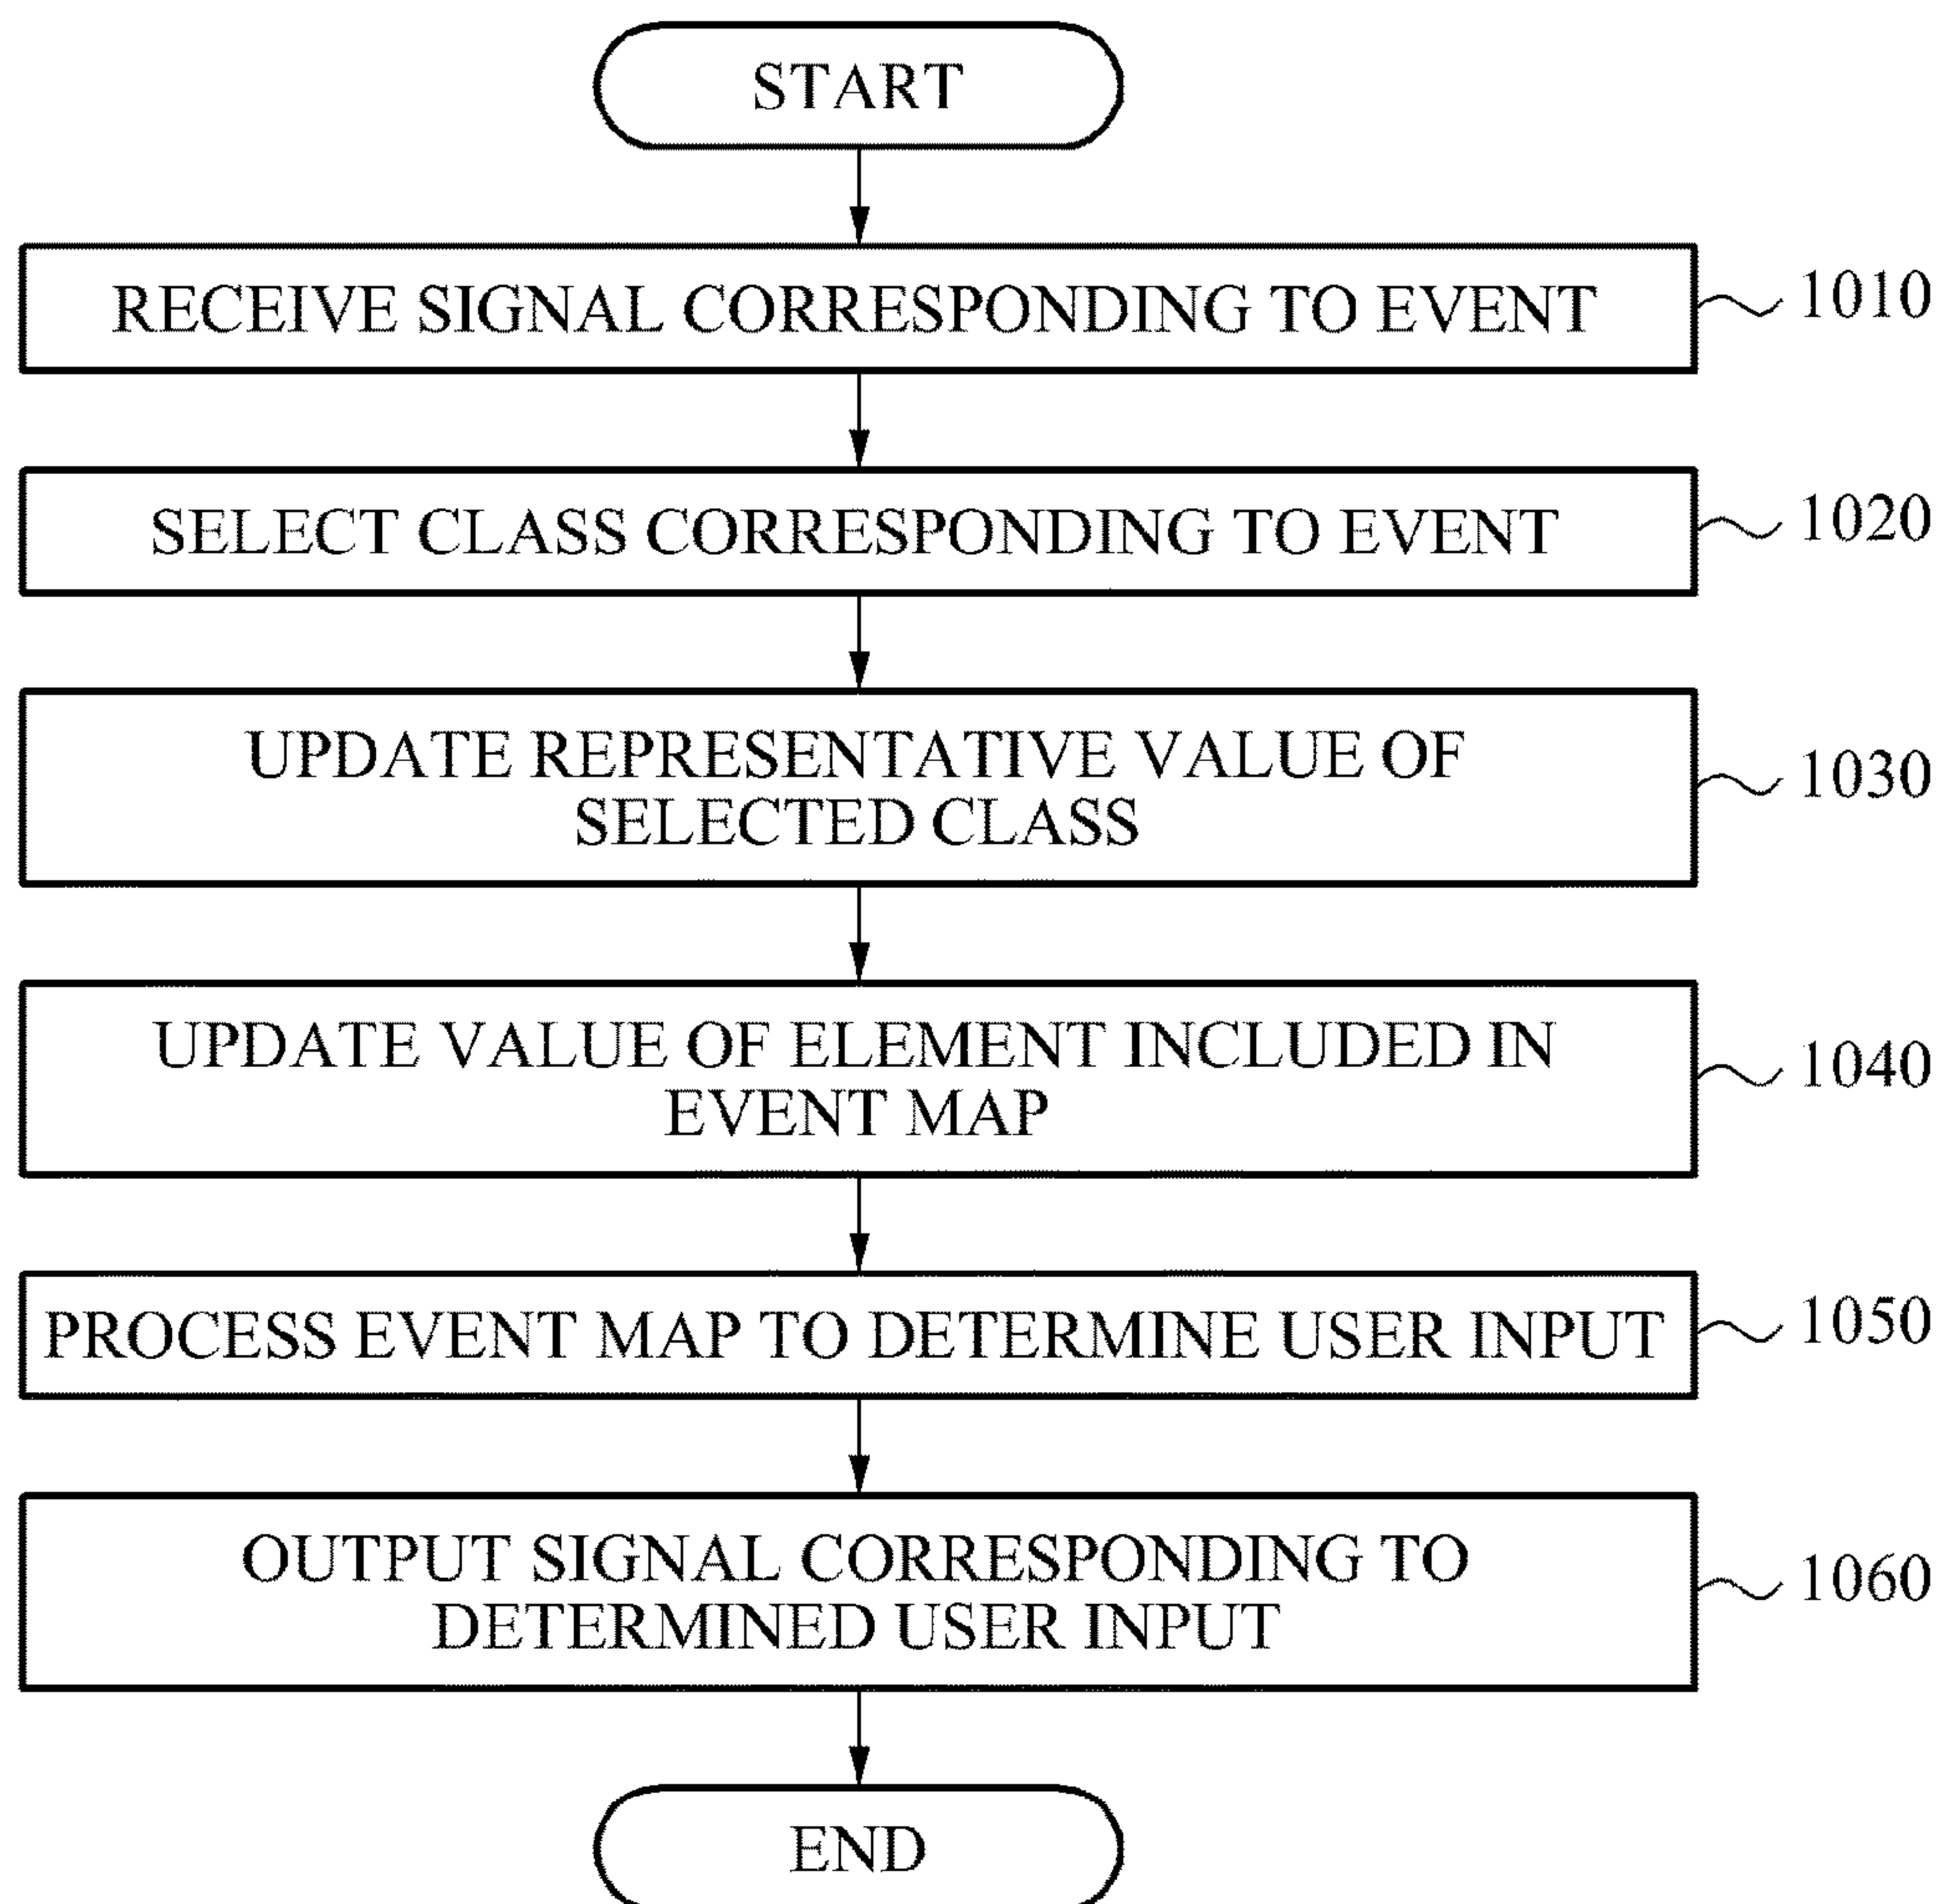 START
RECEIVE SIGNAL CORRESPONDING TO EVENT
1010
SELECT CLASS CORRESPONDING TO EVENT
1020
UPDATE REPRESENTATIVE VALUE OF
SELECTED CLASS
1030
UPDATE VALUE OF ELEMENT INCLUDED IN
EVENT MAP
1040
PROCESS EVENT MAP TO DETERMINE USER INPUT
1050
OUTPUT SIGNAL CORRESPONDING TO
DETERMINED USER INPUT
1060
END